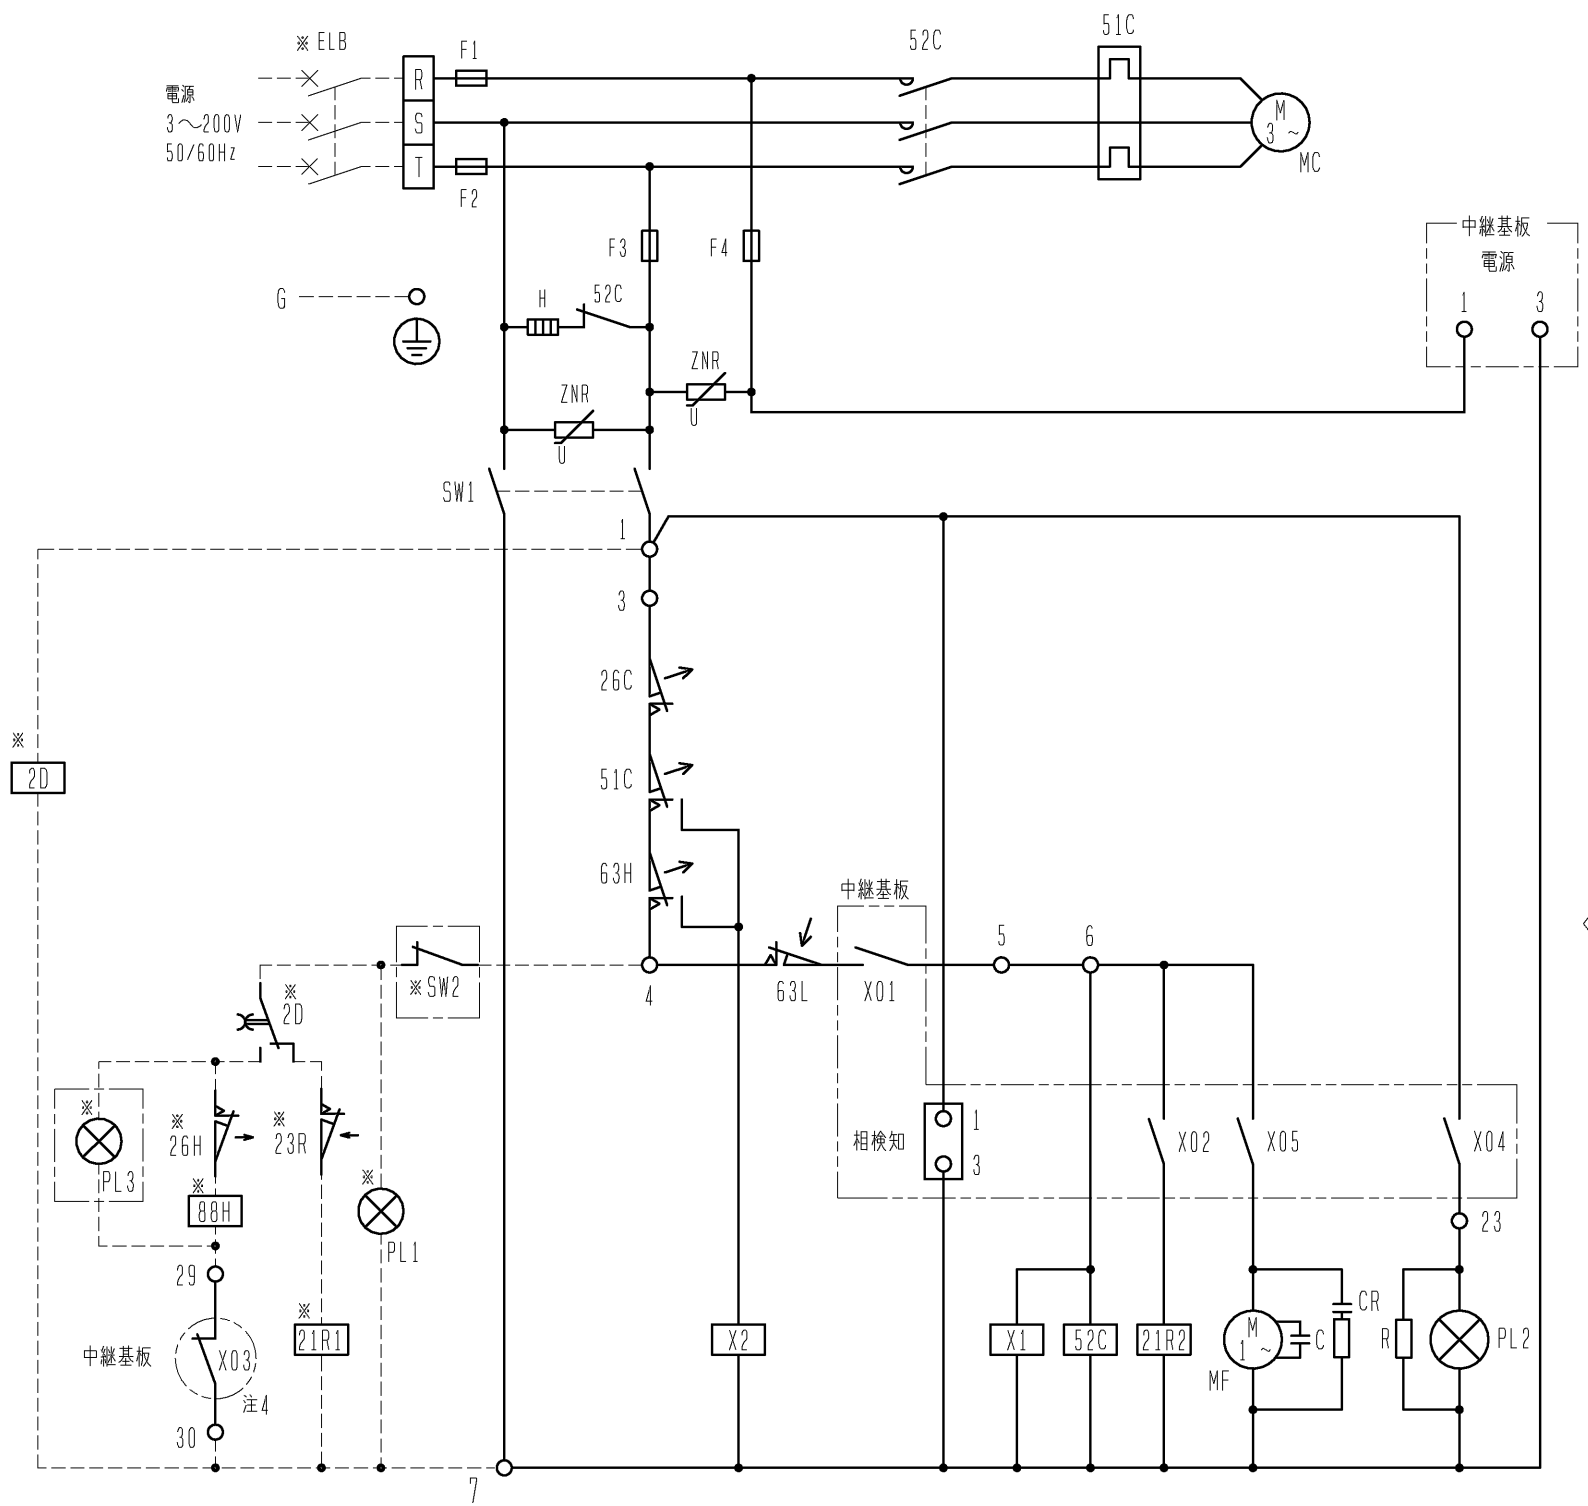 ※ ELB
F1
52C
51C
R
電源
3～200V
50/60Hz
S
M
3 ~
MC
T
F2
F3
F4
中継基板
電源
1
3
G
H
52C
ZNR
U
ZNR
U
SW1
1
3
26C
※
2D
51C
63H
中継基板
5
6
※SW2
4
63L
X01
※
2D
※
PL3
※
26H
※
23R
※
88H
※
PL1
相検知
1
3
X02
X05
X04
23
29
※
21R1
中継基板
X03
注4
30
X2
X1
52C
21R2
M
1 ~
MF
C
CR
R
PL2
7